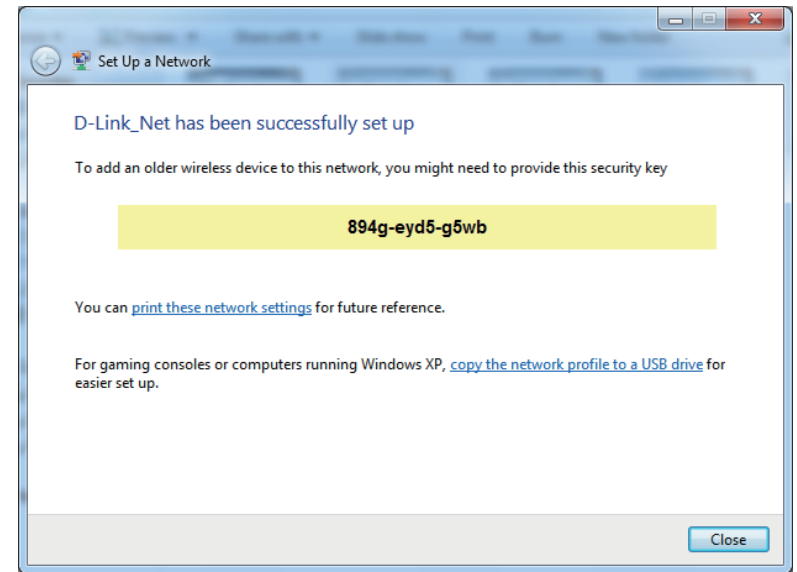 Set Up a Network
D-Link_Net has been successfully set up
To add an older wireless device to this network, you might need to provide this security key
894g-eyd5-g5wb
You can print these network settings for future reference.
For gaming consoles or computers running Windows XP, copy the network profile to a USB drive for
easier set up.
Close